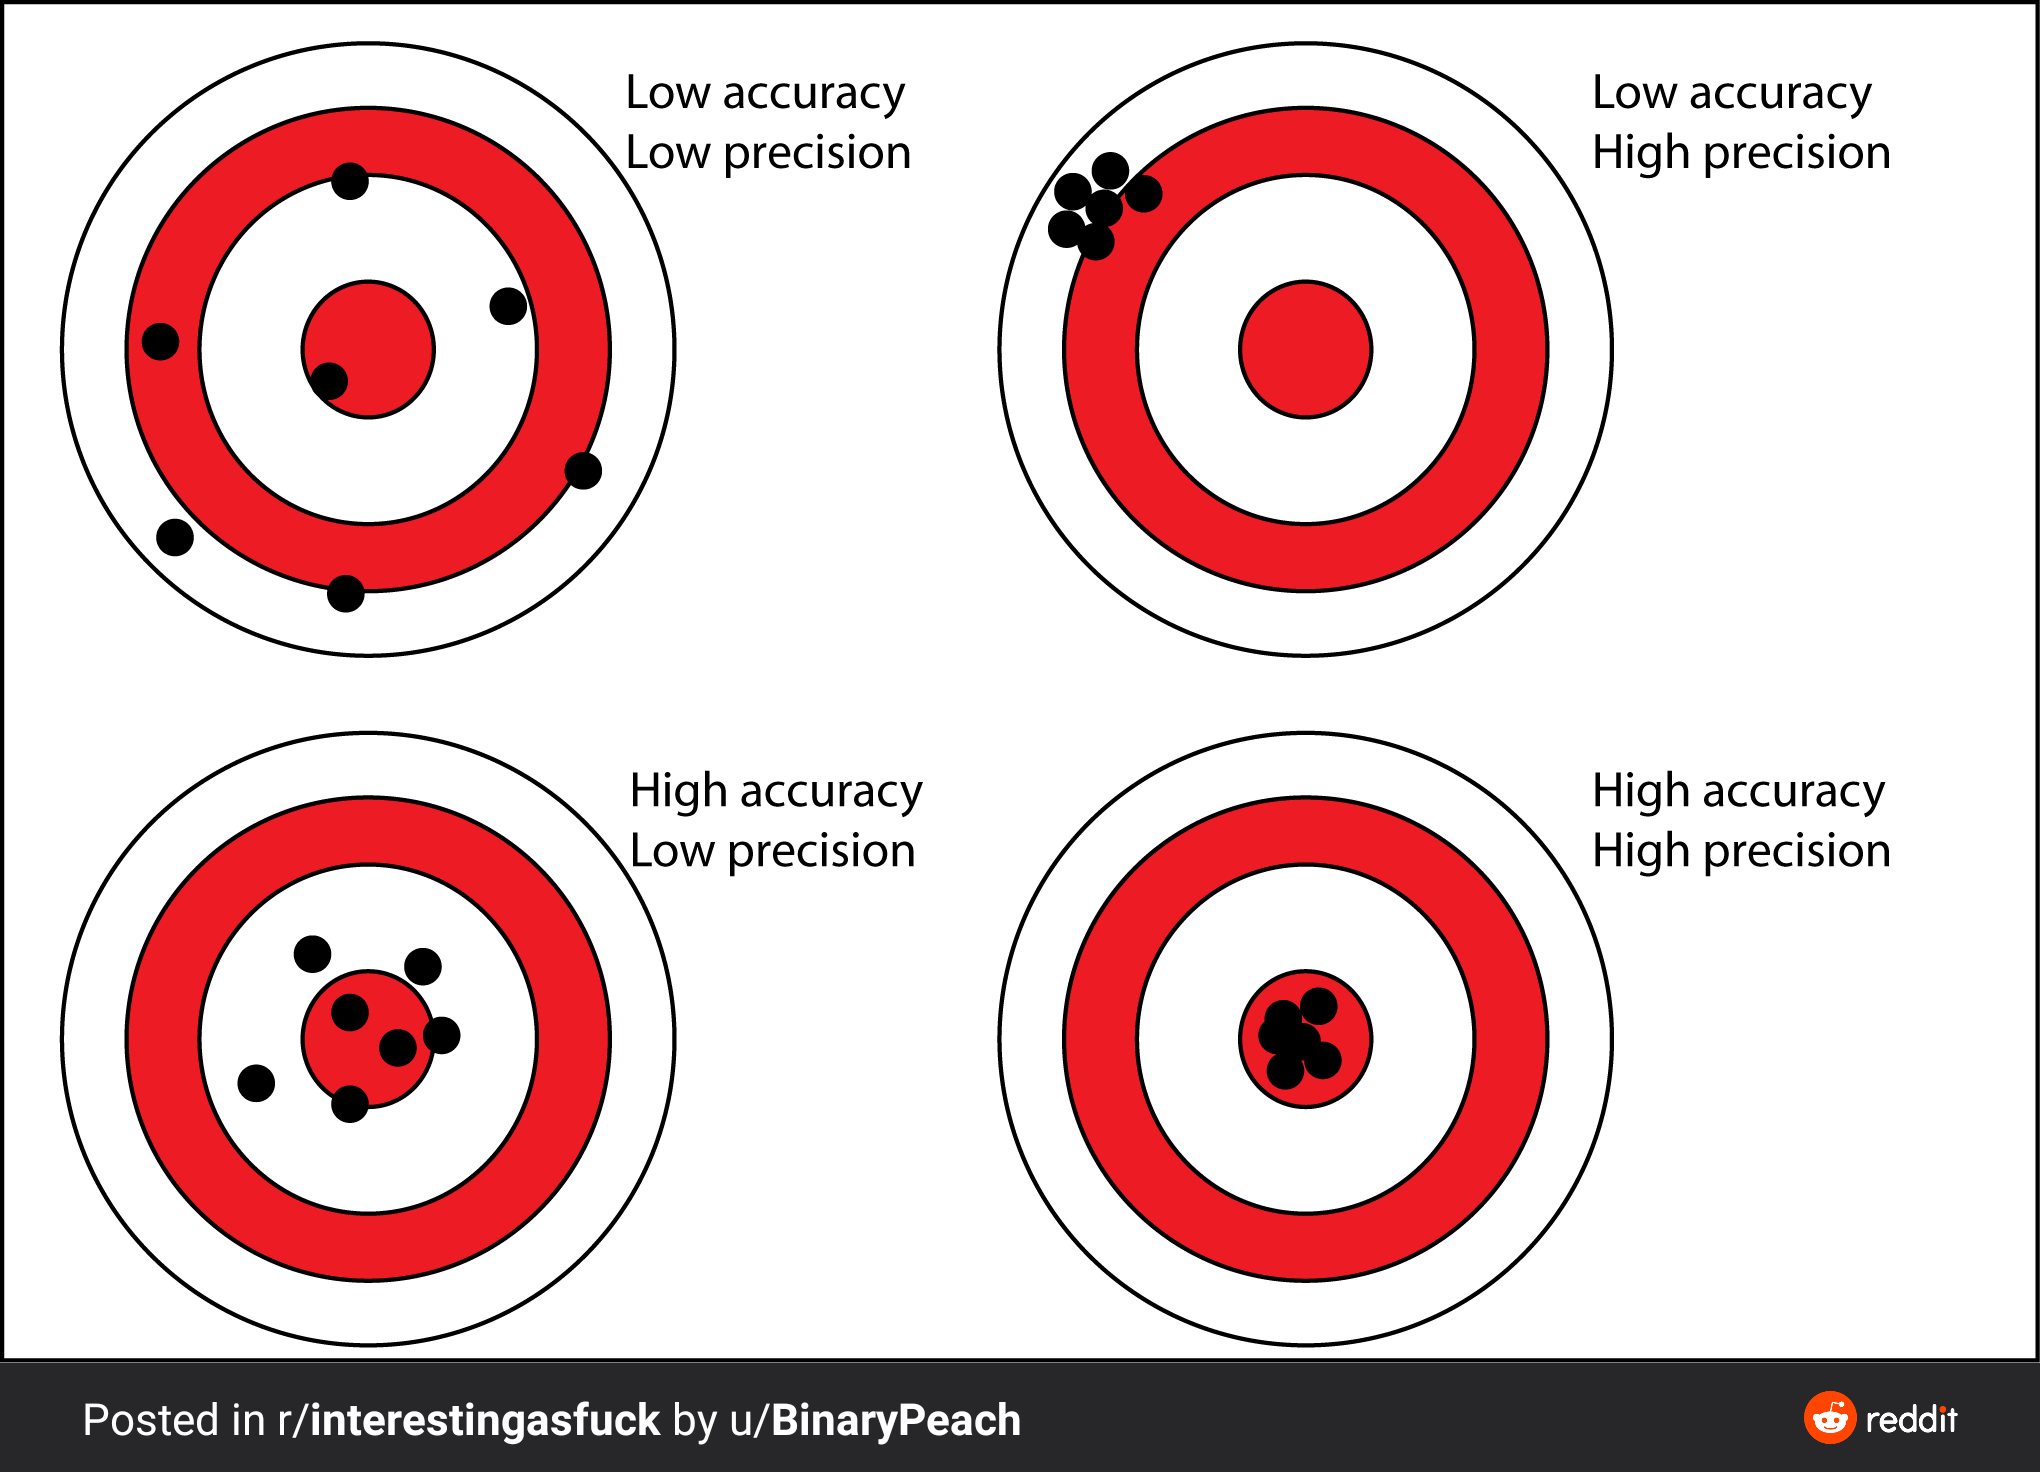 Low accuracy
Low precision
Low accuracy
High precision
High accuracy
Low precision
High accuracy
High precision
Posted in r/interestingasfuck by u/BinaryPeach
reddit